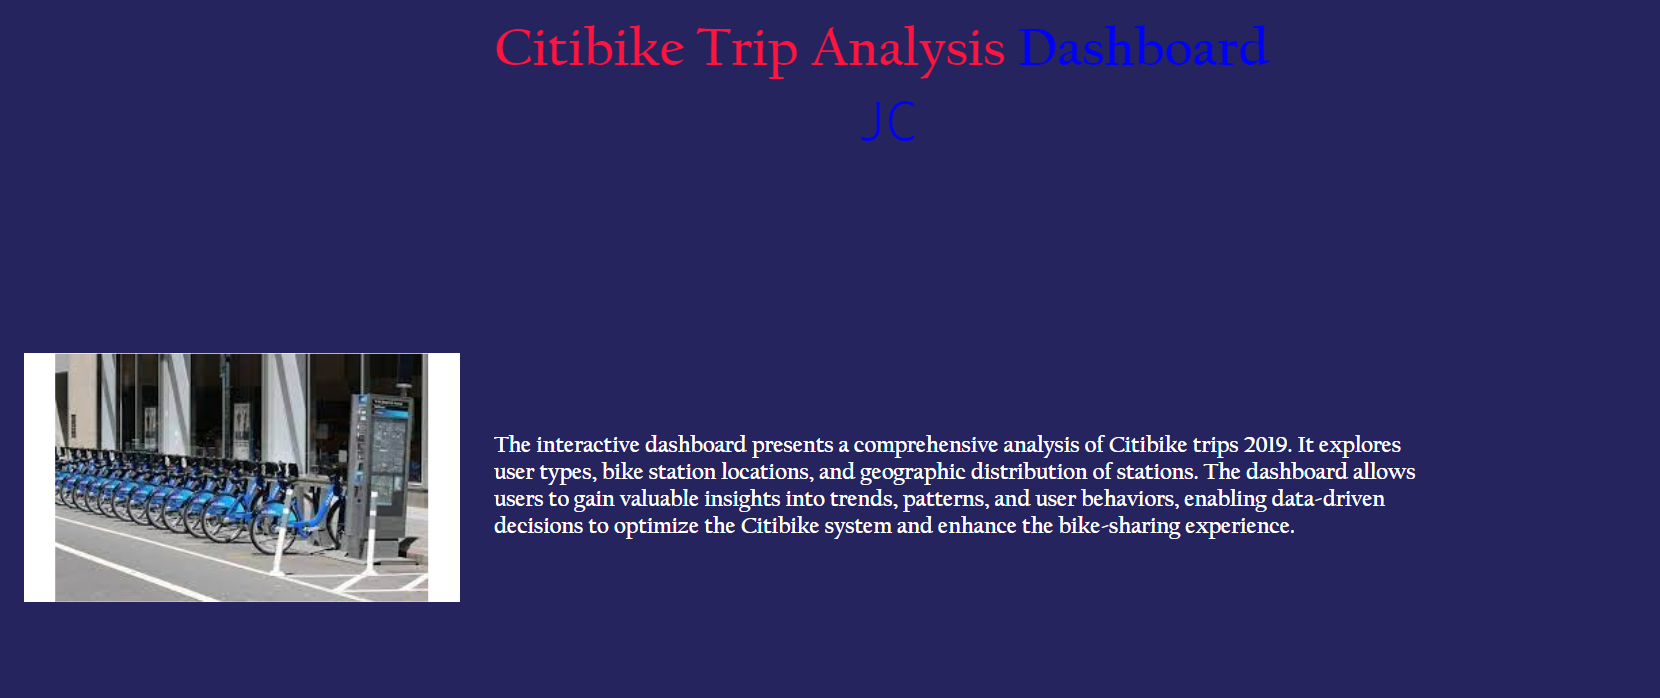 Citibike Trip Analysis Dashboard
JC
The interactive dashboard presents a comprehensive analysis of Citibike trips 2019. It explores
user types, bike station locations, and geographic distribution of stations. The dashboard allows
users to gain valuable insights into trends, patterns, and user behaviors, enabling data-driven
decisions to optimize the Citibike system and enhance the bike-sharing experience.